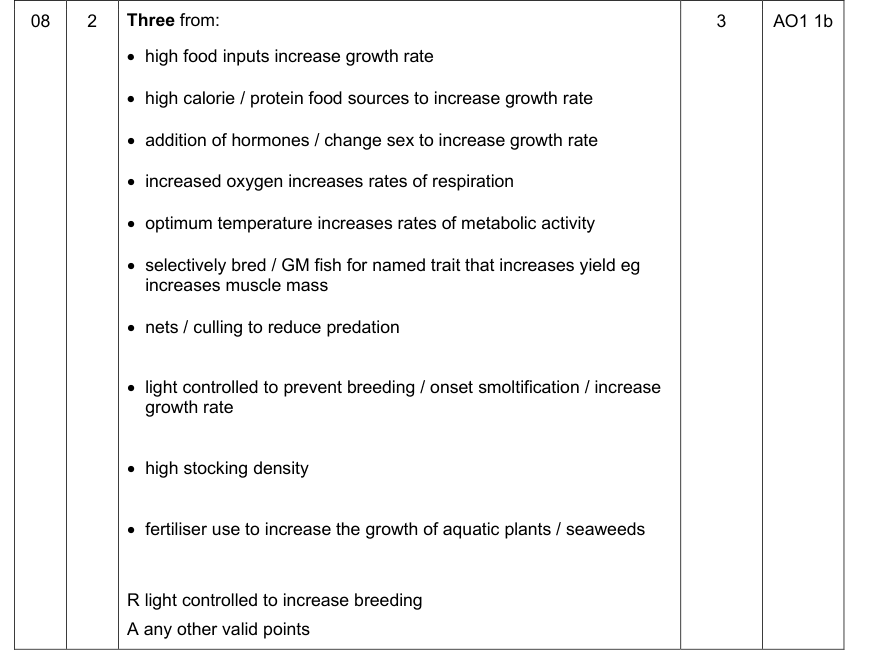 08 2 Three from: 3 AO1 1b
• high food inputs increase growth rate
• high calorie / protein food sources to increase growth rate
• addition of hormones / change sex to increase growth rate
• increased oxygen increases rates of respiration
• optimum temperature increases rates of metabolic activity
• selectively bred / GM fish for named trait that increases yield eg
increases muscle mass
• nets / culling to reduce predation
• light controlled to prevent breeding / onset smoltification / increase
growth rate
• high stocking density
• fertiliser use to increase the growth of aquatic plants / seaweeds
R light controlled to increase breeding
A any other valid points